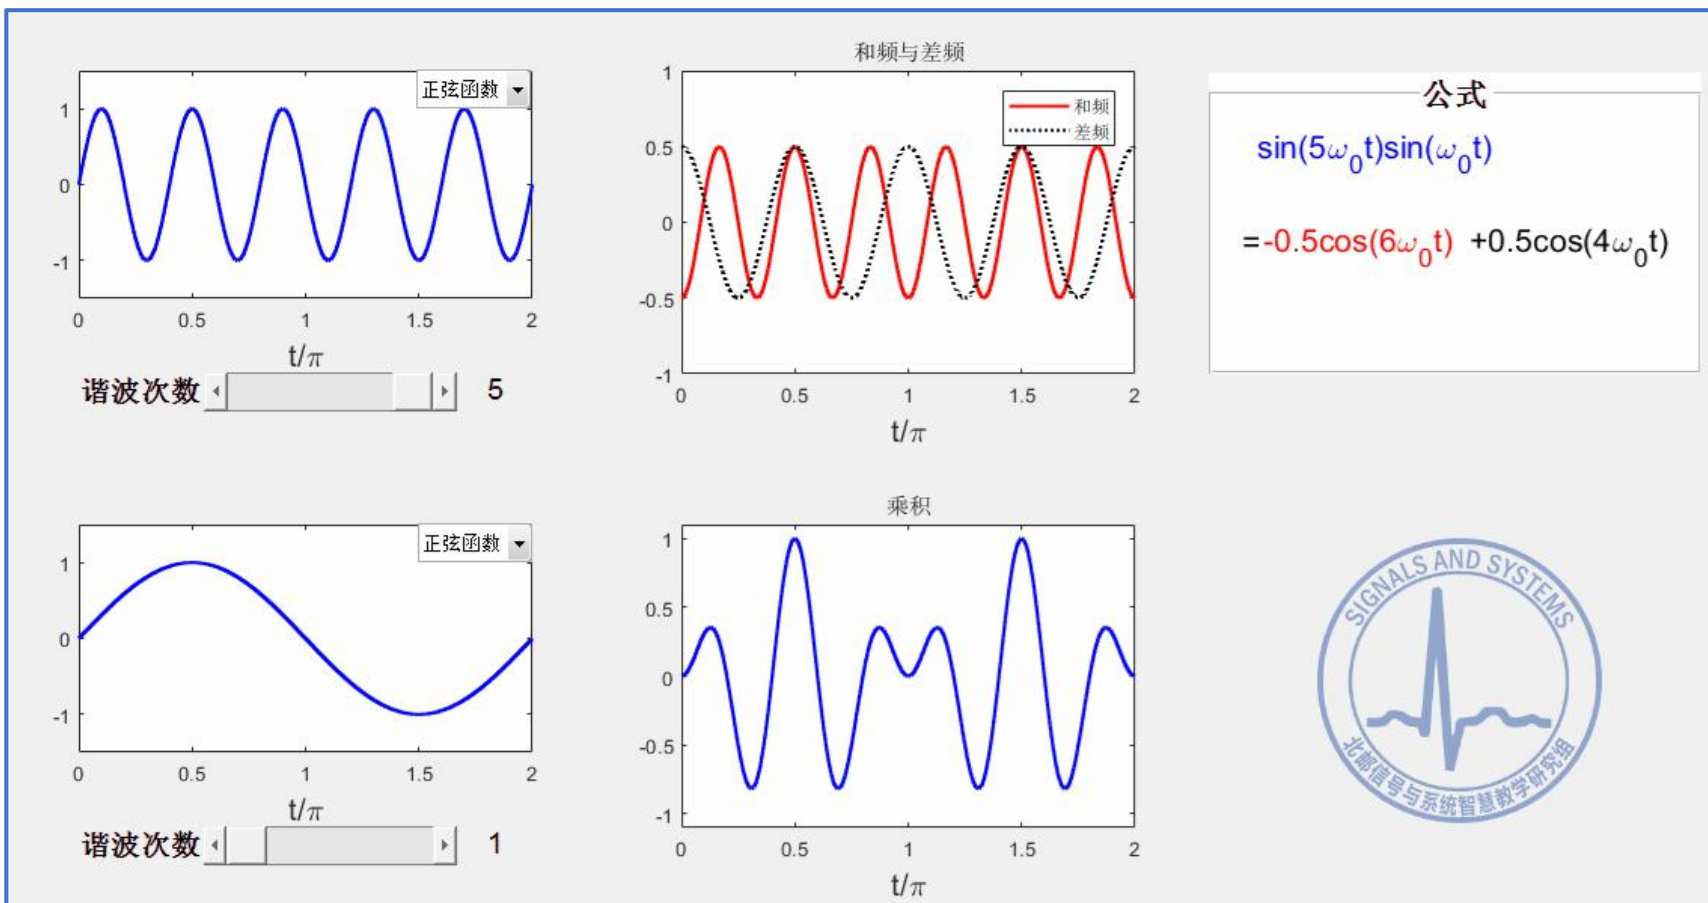 正弦函数
1
0
-1
0 0.5 1 1.5 2
t/π
谐波次数 5
和频与差频
和频
差频
1
0.5
0
-0.5
-1
0 0.5 1 1.5 2
t/π
公式
sin(5ω₀t)sin(ω₀t)
=-0.5cos(6ω₀t) +0.5cos(4ω₀t)
正弦函数
1
0
-1
0 0.5 1 1.5 2
t/π
谐波次数 1
乘积
1
0.5
0
-0.5
-1
0 0.5 1 1.5 2
t/π
SIGNALS AND SYSTEMS
北邮信号与系统智慧教学研究组